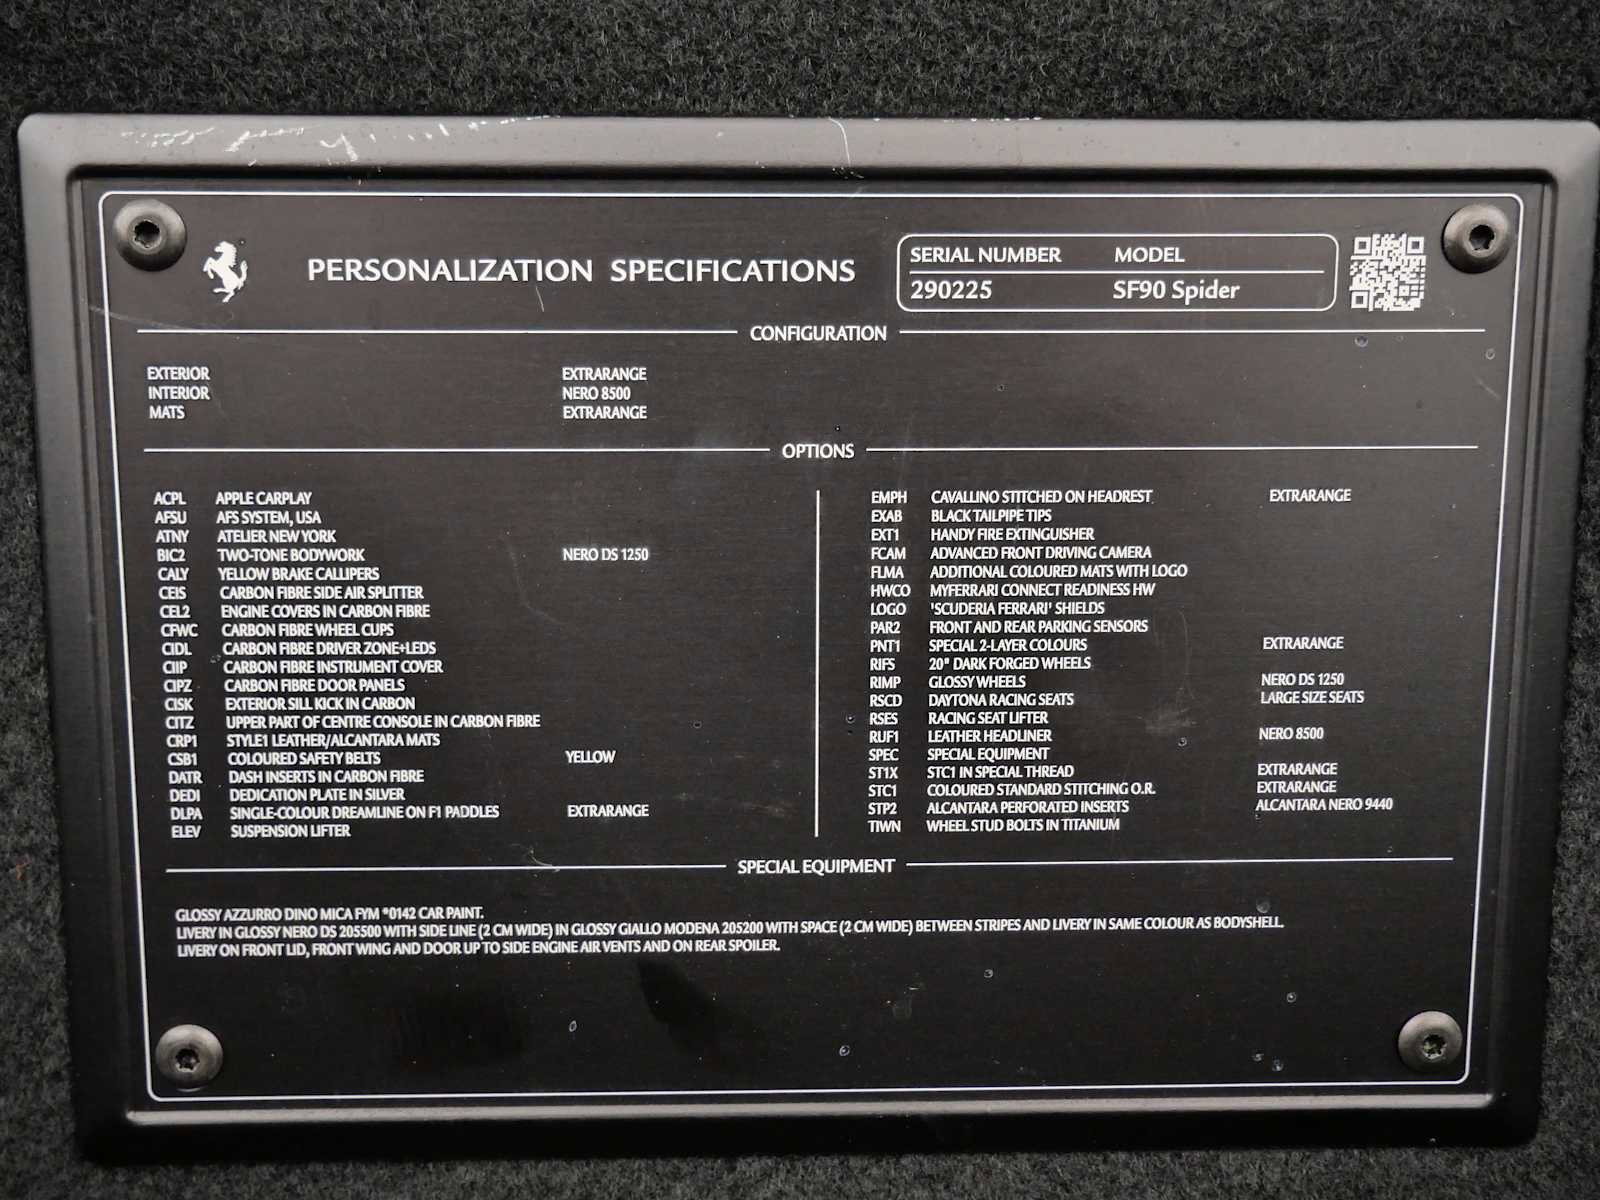 PERSONALIZATION SPECIFICATIONS
SERIAL NUMBER MODEL
290225 SF90 Spider
CONFIGURATION
EXTERIOR EXTRARANGE
INTERIOR NERO 8500
MATS EXTRARANGE
OPTIONS
ACPL APPLE CARPLAY
AFSU AFS SYSTEM, USA
ATNY ATELIER NEW YORK
BIC2 TWO-TONE BODYWORK NERO DS 1250
CALY YELLOW BRAKE CALLIPERS
CEIS CARBON FIBRE SIDE AIR SPLITTER
CEL2 ENGINE COVERS IN CARBON FIBRE
CFWC CARBON FIBRE WHEEL CUPS
CIDL CARBON FIBRE DRIVER ZONE+LEDS
CIIP CARBON FIBRE INSTRUMENT COVER
CIPZ CARBON FIBRE DOOR PANELS
CISK EXTERIOR SILL KICK IN CARBON
CITZ UPPER PART OF CENTRE CONSOLE IN CARBON FIBRE
CRP1 STYLE1 LEATHER/ALCANTARA MATS
CSB1 COLOURED SAFETY BELTS YELLOW
DATR DASH INSERTS IN CARBON FIBRE
DEDI DEDICATION PLATE IN SILVER
DLPA SINGLE-COLOUR DREAMLINE ON F1 PADDLES EXTRARANGE
ELEV SUSPENSION LIFTER
EMPH CAVALLINO STITCHED ON HEADREST EXTRARANGE
EXAB BLACK TAILPIPE TIPS
EXT1 HANDY FIRE EXTINGUISHER
FCAM ADVANCED FRONT DRIVING CAMERA
FLMA ADDITIONAL COLOURED MATS WITH LOGO
HWCO MYFERRARI CONNECT READINESS HW
LOGO 'SCUDERIA FERRARI' SHIELDS
PAR2 FRONT AND REAR PARKING SENSORS
PNT1 SPECIAL 2-LAYER COLOURS EXTRARANGE
RIFS 20" DARK FORGED WHEELS
RIMP GLOSSY WHEELS NERO DS 1250
RSCD DAYTONA RACING SEATS LARGE SIZE SEATS
RSES RACING SEAT LIFTER
RUF1 LEATHER HEADLINER NERO 8500
SPEC SPECIAL EQUIPMENT
ST1X STC1 IN SPECIAL THREAD EXTRARANGE
STC1 COLOURED STANDARD STITCHING O.R. EXTRARANGE
STP2 ALCANTARA PERFORATED INSERTS ALCANTARA NERO 9440
TIWN WHEEL STUD BOLTS IN TITANIUM
SPECIAL EQUIPMENT
GLOSSY AZZURRO DINO MICA FYM *0142 CAR PAINT.
LIVERY IN GLOSSY NERO DS 205500 WITH SIDE LINE (2 CM WIDE) IN GLOSSY GIALLO MODENA 205200 WITH SPACE (2 CM WIDE) BETWEEN STRIPES AND LIVERY IN SAME COLOUR AS BODYSHELL.
LIVERY ON FRONT LID, FRONT WING AND DOOR UP TO SIDE ENGINE AIR VENTS AND ON REAR SPOILER.